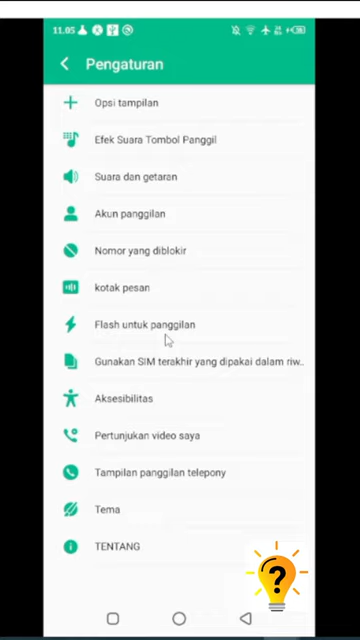 11.05
Pengaturan
Opsi tampilan
Efek Suara Tombol Panggil
Suara dan getaran
Akun panggilan
Nomor yang diblokir
kotak pesan
Flash untuk panggilan
Gunakan SIM terakhir yang dipakai dalam riw..
Aksesibilitas
Pertunjukan video saya
Tampilan panggilan telepony
Tema
TENTANG
?